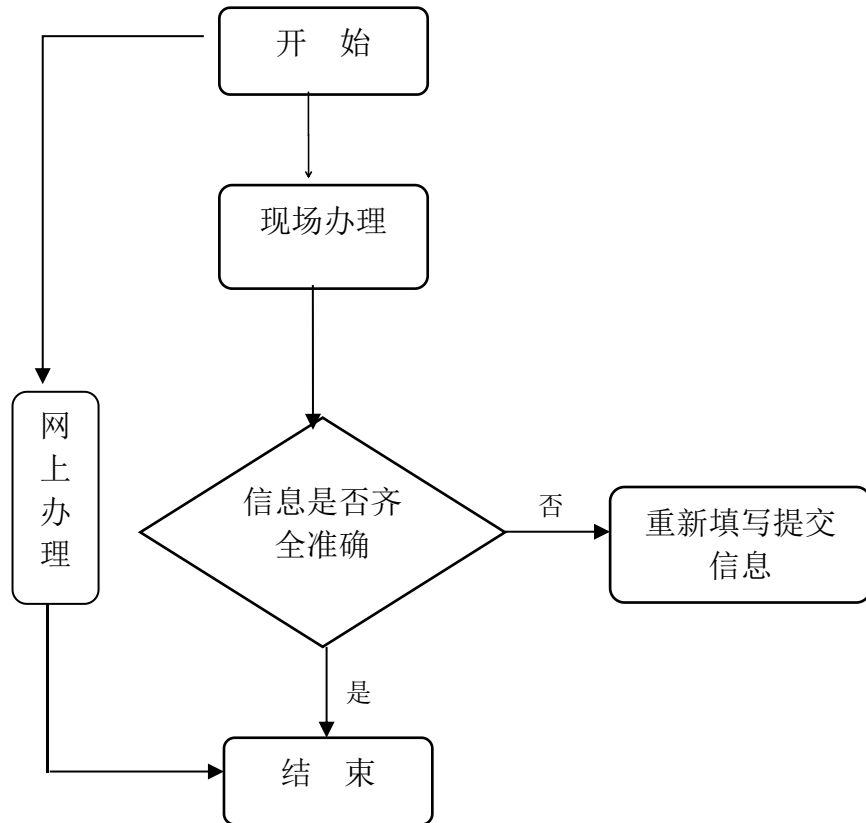 开 始
现场办理
网
上
办
理
信息是否齐
全准确
否
重新填写提交
信息
是
结 束